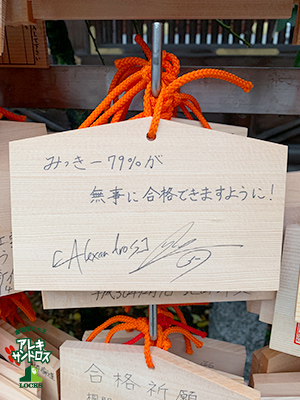 みっきー79%が
無事に合格できますように!
[Alexandros]
合格祈願
アレキ
サンドロス
LOCKS!